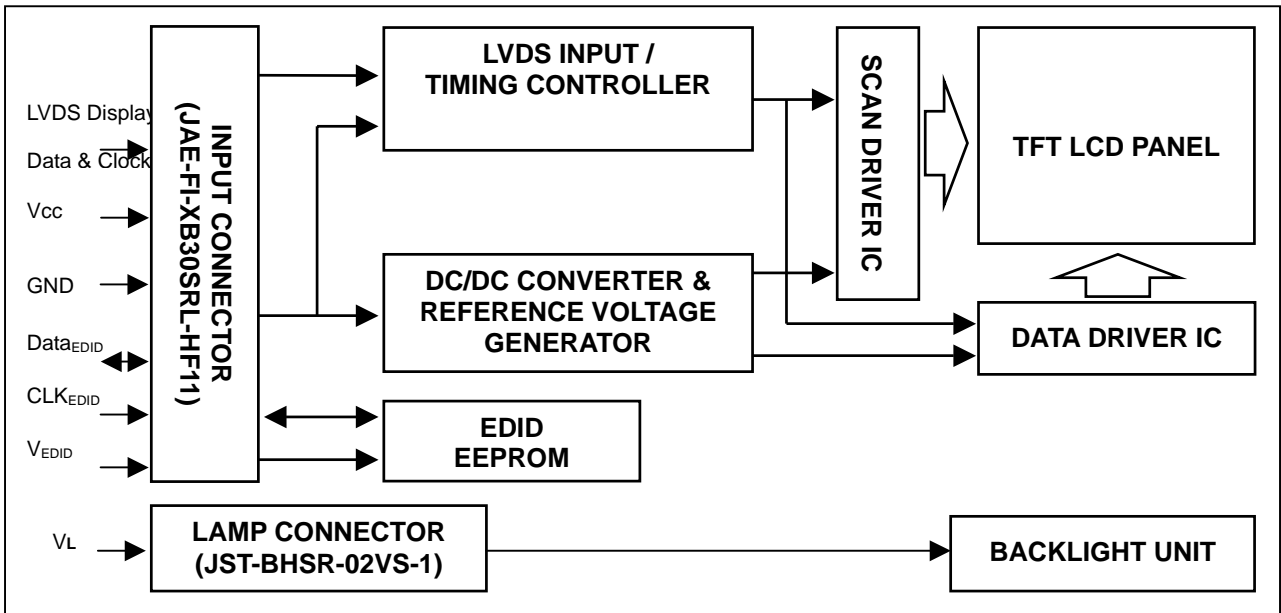 LVDS Display
Data & Clock
Vcc
GND
DataEDID
CLKEDID
VEDID
INPUT CONNECTOR
(JAE-FI-XB30SRL-HF11)
LVDS INPUT /
TIMING CONTROLLER
DC/DC CONVERTER &
REFERENCE VOLTAGE
GENERATOR
EDID
EEPROM
SCAN DRIVER IC
TFT LCD PANEL
DATA DRIVER IC
VL
LAMP CONNECTOR
(JST-BHSR-02VS-1)
BACKLIGHT UNIT